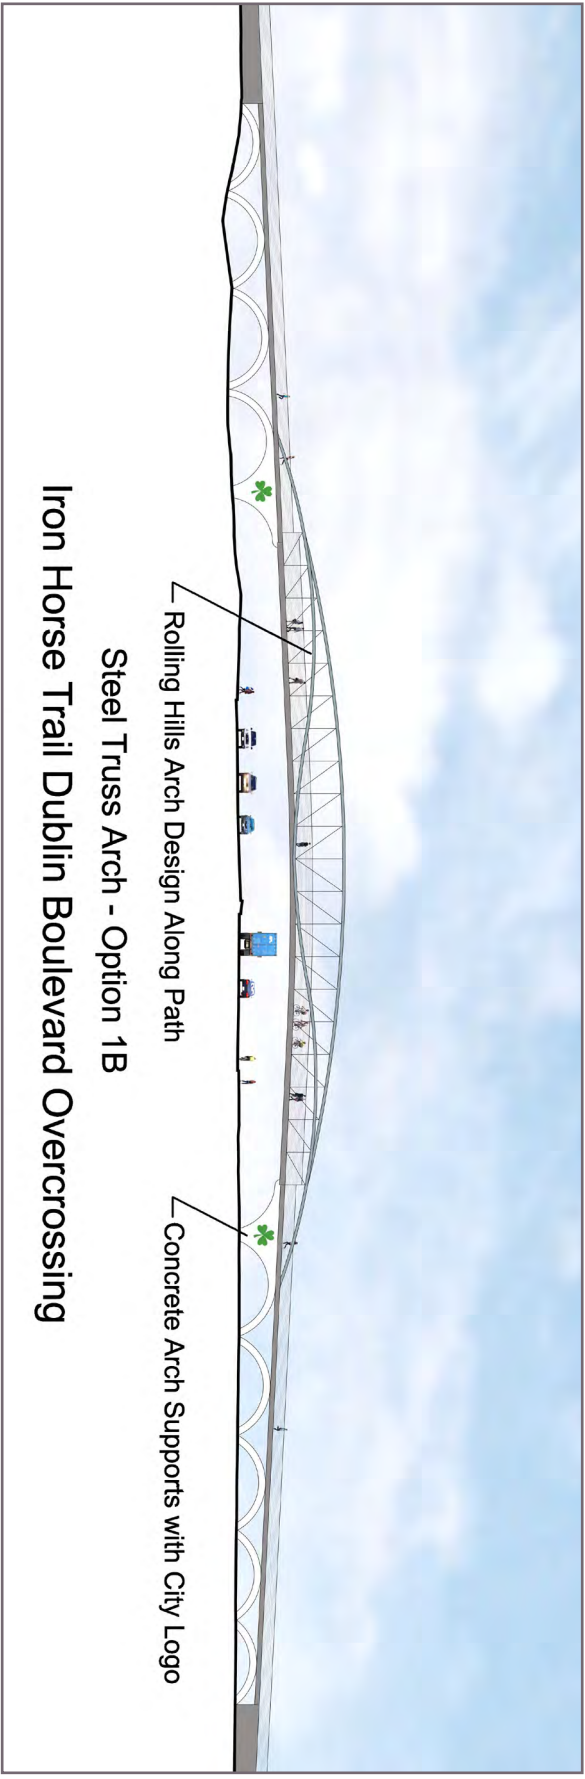 Rolling Hills Arch Design Along Path
Concrete Arch Supports with City Logo
Steel Truss Arch - Option 1B
Iron Horse Trail Dublin Boulevard Overcrossing